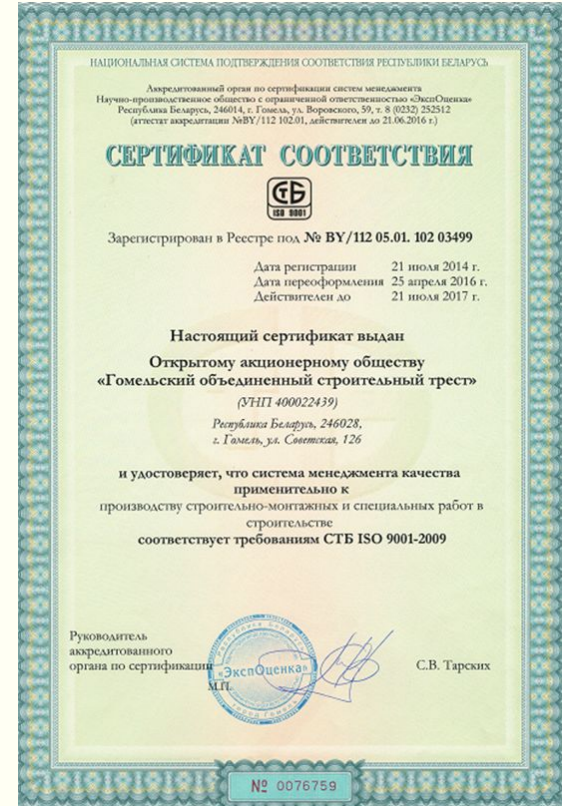 НАЦИОНАЛЬНАЯ СИСТЕМА ПОДТВЕРЖДЕНИЯ СООТВЕТСТВИЯ РЕСПУБЛИКИ БЕЛАРУСЬ
Аккредитованный орган по сертификации систем менеджмента
Научно-производственное общество с ограниченной ответственностью «ЭкспОценка»
Республика Беларусь, 246014, г. Гомель, ул. Воровского, 59, т. 8 (0232) 252512
(аттестат аккредитации №BY/112 102.01, действителен до 21.06.2016 г.)
СЕРТИФИКАТ СООТВЕТСТВИЯ
СТБ
ISO 9001
Зарегистрирован в Реестре под № BY/112 05.01. 102 03499
Дата регистрации 21 июля 2014 г.
Дата переоформления 25 апреля 2016 г.
Действителен до 21 июля 2017 г.
Настоящий сертификат выдан
Открытому акционерному обществу
«Гомельский объединенный строительный трест»
(УНП 400022439)
Республика Беларусь, 246028,
г. Гомель, ул. Советская, 126
и удостоверяет, что система менеджмента качества
применительно к
производству строительно-монтажных и специальных работ в
строительстве
соответствует требованиям СТБ ISO 9001-2009
Руководитель
аккредитованного
органа по сертификации
С.В. Тарских
М.П.
«ЭкспОценка»
город Гомель
№ 0076759